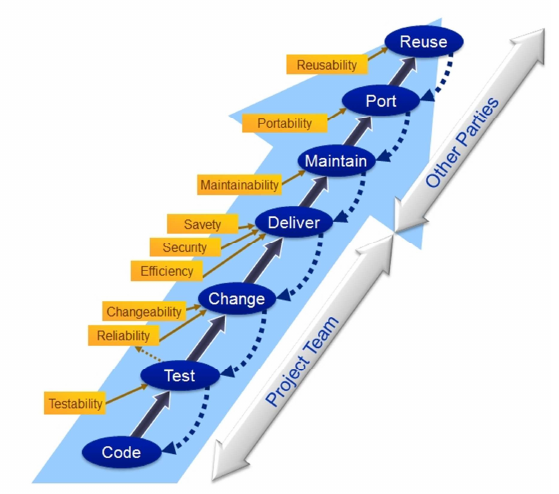 Reuse
Reusability
Port
Portability
Maintain
Maintainability
Other Parties
Savety
Deliver
Security
Efficiency
Change
Changeability
Reliability
Project Team
Test
Testability
Code